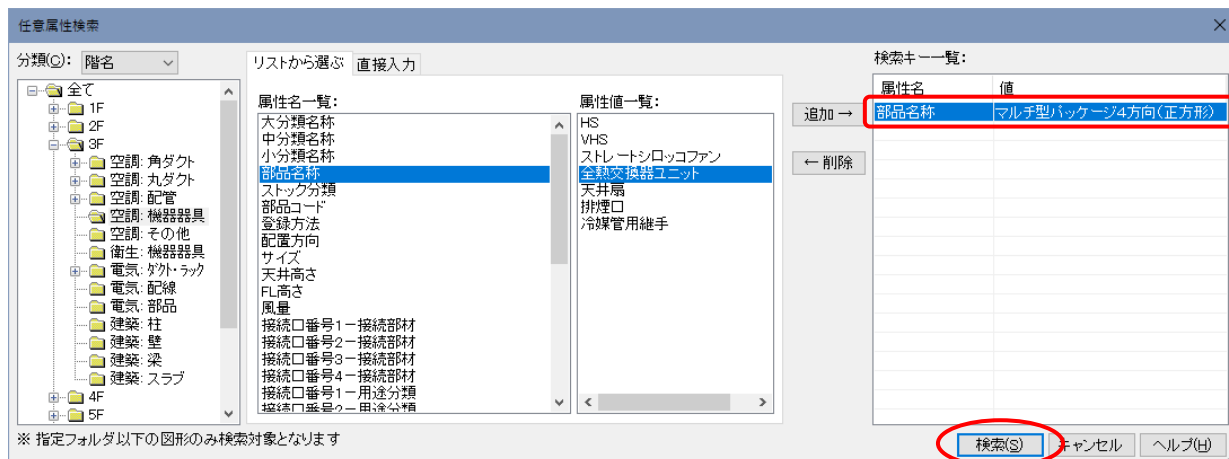 任意属性検索
分類(C): 階名
全て
1F
2F
3F
空調: 角ダクト
空調: 丸ダクト
空調: 配管
空調: 機器器具
空調: その他
衛生: 機器器具
電気: ダクト・ラック
電気: 配線
電気: 部品
建築: 柱
建築: 壁
建築: 梁
建築: スラブ
4F
5F
※ 指定フォルダ以下の図形のみ検索対象となります
リストから選ぶ 直接入力
属性名一覧:
大分類名称
中分類名称
小分類名称
部品名称
ストック分類
部品コード
登録方法
配置方向
サイズ
天井高さ
FL高さ
風量
接続口番号1-接続部材
接続口番号2-接続部材
接続口番号3-接続部材
接続口番号4-接続部材
接続口番号1-用途分類
接続口番号2-用途分類
属性値一覧:
HS
VHS
ストレートシロッコファン
全熱交換器ユニット
天井扇
排煙口
冷媒管用継手
追加→
←削除
検索キー一覧:
属性名 値
部品名称 マルチ型パッケージ4方向(正方形)
検索(S) キャンセル ヘルプ(H)